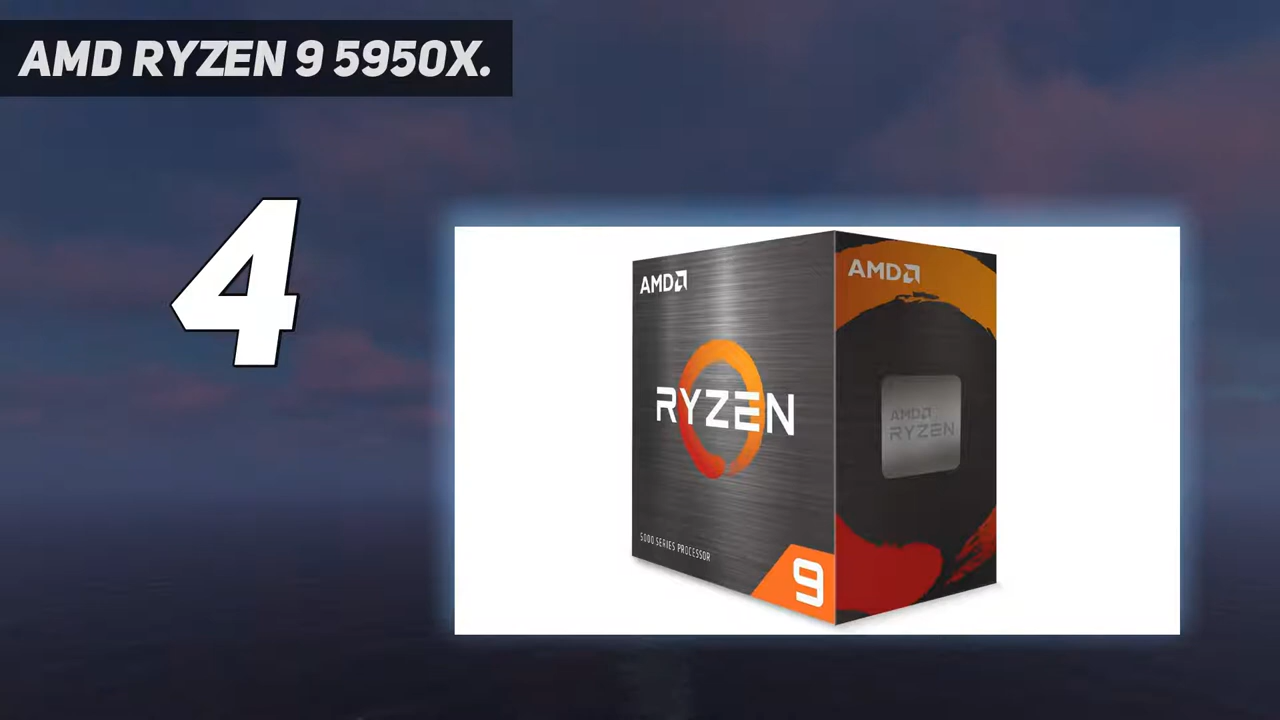 AMD RYZEN 9 5950X.
4
AMD
RYZEN
5000 SERIES PROCESSOR
9
AMD
AMD
RYZEN